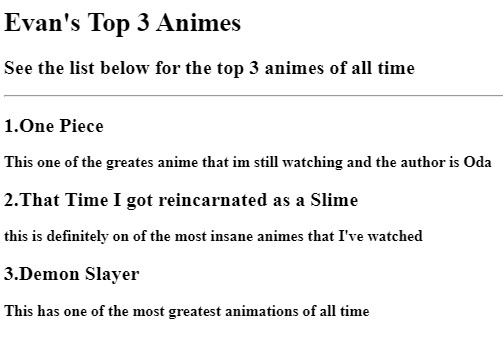 Evan's Top 3 Animes
See the list below for the top 3 animes of all time
1.One Piece
This one of the greates anime that im still watching and the author is Oda
2.That Time I got reincarnated as a Slime
this is definitely on of the most insane animes that I've watched
3.Demon Slayer
This has one of the most greatest animations of all time